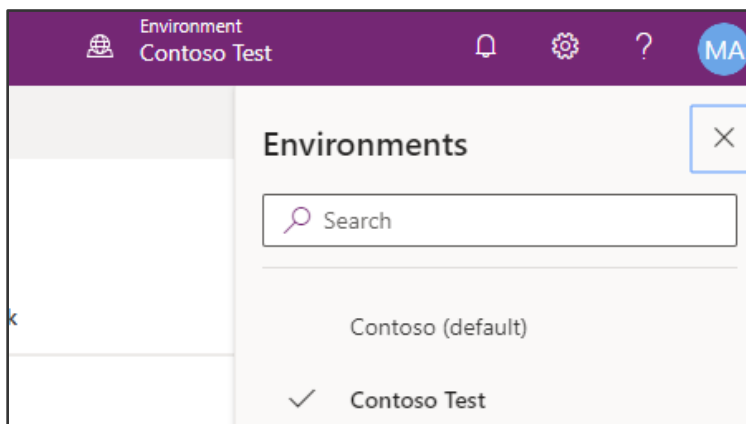 Environment
Contoso Test
?
MA
Environments
Search
k
Contoso (default)
Contoso Test